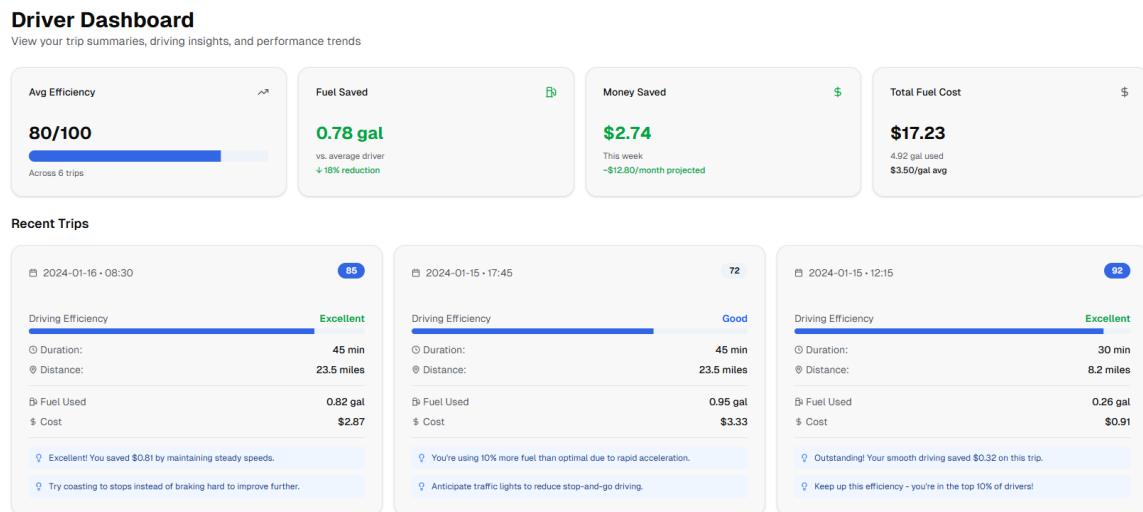 Driver Dashboard
View your trip summaries, driving insights, and performance trends
Avg Efficiency
80/100
Across 6 trips
Fuel Saved
0.78 gal
vs. average driver
↓ 18% reduction
Money Saved
$2.74
This week
~$12.80/month projected
Total Fuel Cost
$17.23
4.92 gal used
$3.50/gal avg
Recent Trips
2024-01-16 • 08:30 85
Driving Efficiency Excellent
Duration: 45 min
Distance: 23.5 miles
Fuel Used 0.82 gal
Cost $2.87
Excellent! You saved $0.81 by maintaining steady speeds.
Try coasting to stops instead of braking hard to improve further.
2024-01-15 • 17:45 72
Driving Efficiency Good
Duration: 45 min
Distance: 23.5 miles
Fuel Used 0.95 gal
Cost $3.33
You're using 10% more fuel than optimal due to rapid acceleration.
Anticipate traffic lights to reduce stop-and-go driving.
2024-01-15 • 12:15 92
Driving Efficiency Excellent
Duration: 30 min
Distance: 8.2 miles
Fuel Used 0.26 gal
Cost $0.91
Outstanding! Your smooth driving saved $0.32 on this trip.
Keep up this efficiency - you're in the top 10% of drivers!